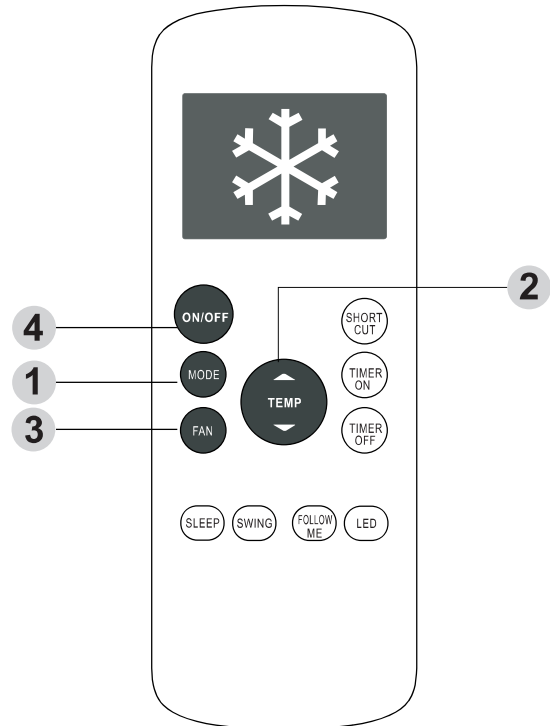 2
ON/OFF
4
SHORT
CUT
MODE
1
TEMP
TIMER
ON
FAN
3
TIMER
OFF
SLEEP
SWING
FOLLOW
ME
LED